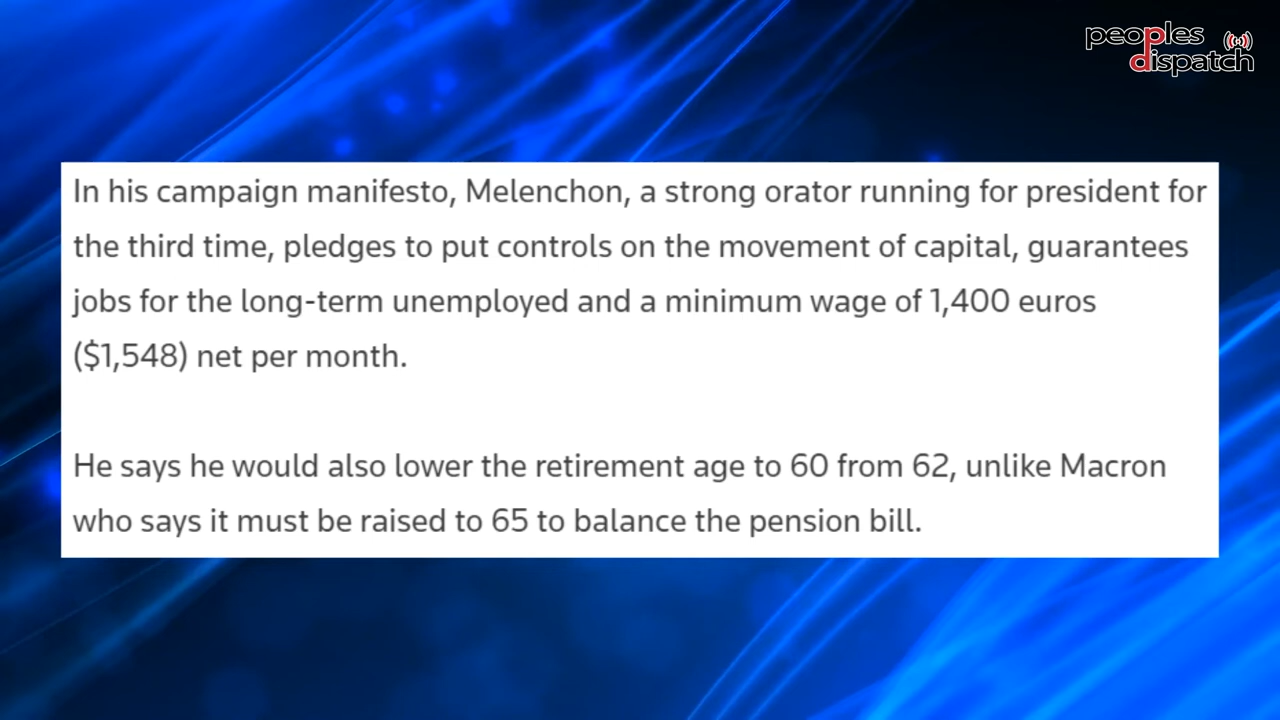 peoples
dispatch
In his campaign manifesto, Melenchon, a strong orator running for president for
the third time, pledges to put controls on the movement of capital, guarantees
jobs for the long-term unemployed and a minimum wage of 1,400 euros
($1,548) net per month.
He says he would also lower the retirement age to 60 from 62, unlike Macron
who says it must be raised to 65 to balance the pension bill.